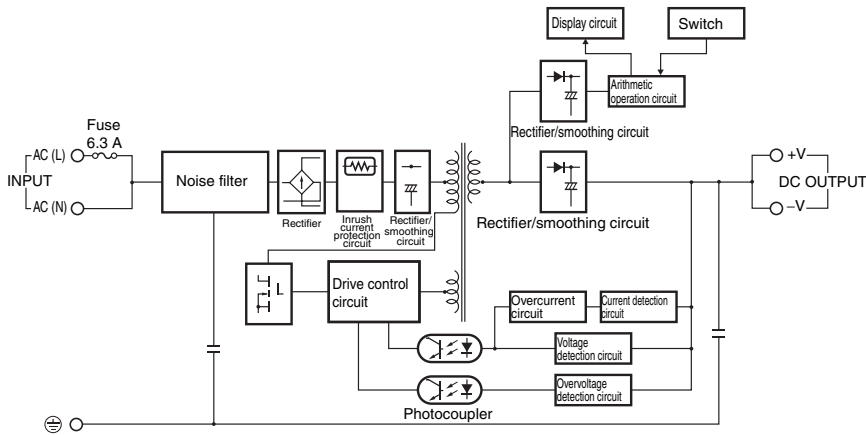 Display circuit
Switch
Arithmetic
operation circuit
Rectifier/smoothing circuit
Fuse
6.3 A
AC (L)
INPUT
AC (N)
Noise filter
Rectifier
Inrush
current
protection
circuit
Rectifier/
smoothing
circuit
Rectifier/smoothing circuit
+V
DC OUTPUT
–V
Drive control
circuit
Overcurrent
circuit
Current detection
circuit
Voltage
detection circuit
Overvoltage
detection circuit
Photocoupler